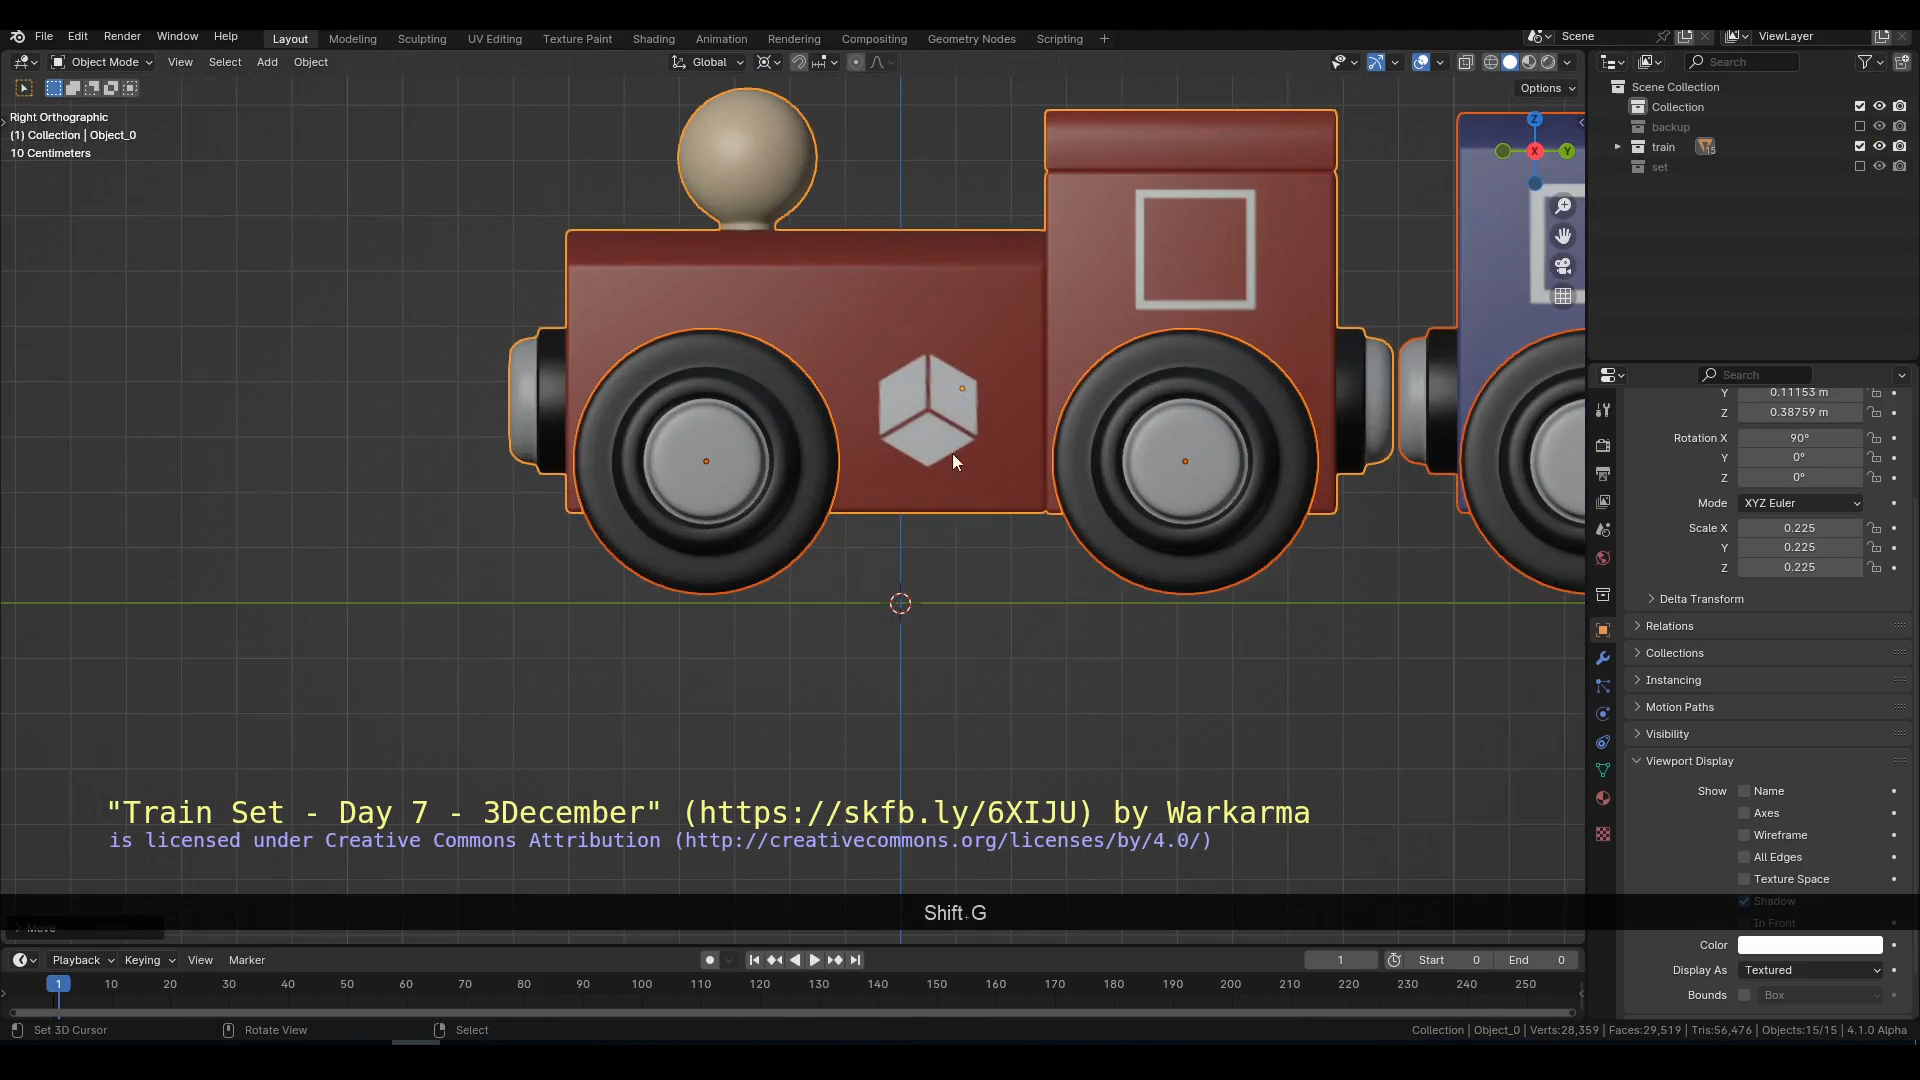 File Edit Render Window Help Layout Modeling Sculpting UV Editing Texture Paint Shading Animation Rendering Compositing Geometry Nodes Scripting + Scene ViewLayer
Object Mode View Select Add Object Global Search
Options
Right Orthographic
(1) Collection | Object_0
10 Centimeters
Z
X
Y
Scene Collection
Collection
backup
train 15
set
Search
Y 0.11153 m
Z 0.38759 m
Rotation X 90°
Y 0°
Z 0°
Mode XYZ Euler
Scale X 0.225
Y 0.225
Z 0.225
Delta Transform
Relations
Collections
Instancing
Motion Paths
Visibility
Viewport Display
Show Name
Axes
Wireframe
All Edges
Texture Space
Shadow
In Front
Color
Display As Textured
Bounds Box
"Train Set - Day 7 - 3December" (https://skfb.ly/6XIJU) by Warkarma
is licensed under Creative Commons Attribution (http://creativecommons.org/licenses/by/4.0/)
Shift G
Move
Playback Keying View Marker 1 Start 0 End 0
1 10 20 30 40 50 60 70 80 90 100 110 120 130 140 150 160 170 180 190 200 210 220 230 240 250
Set 3D Cursor Rotate View Select Collection | Object_0 | Verts:28,359 | Faces:29,519 | Tris:56,476 | Objects:15/15 | 4.1.0 Alpha